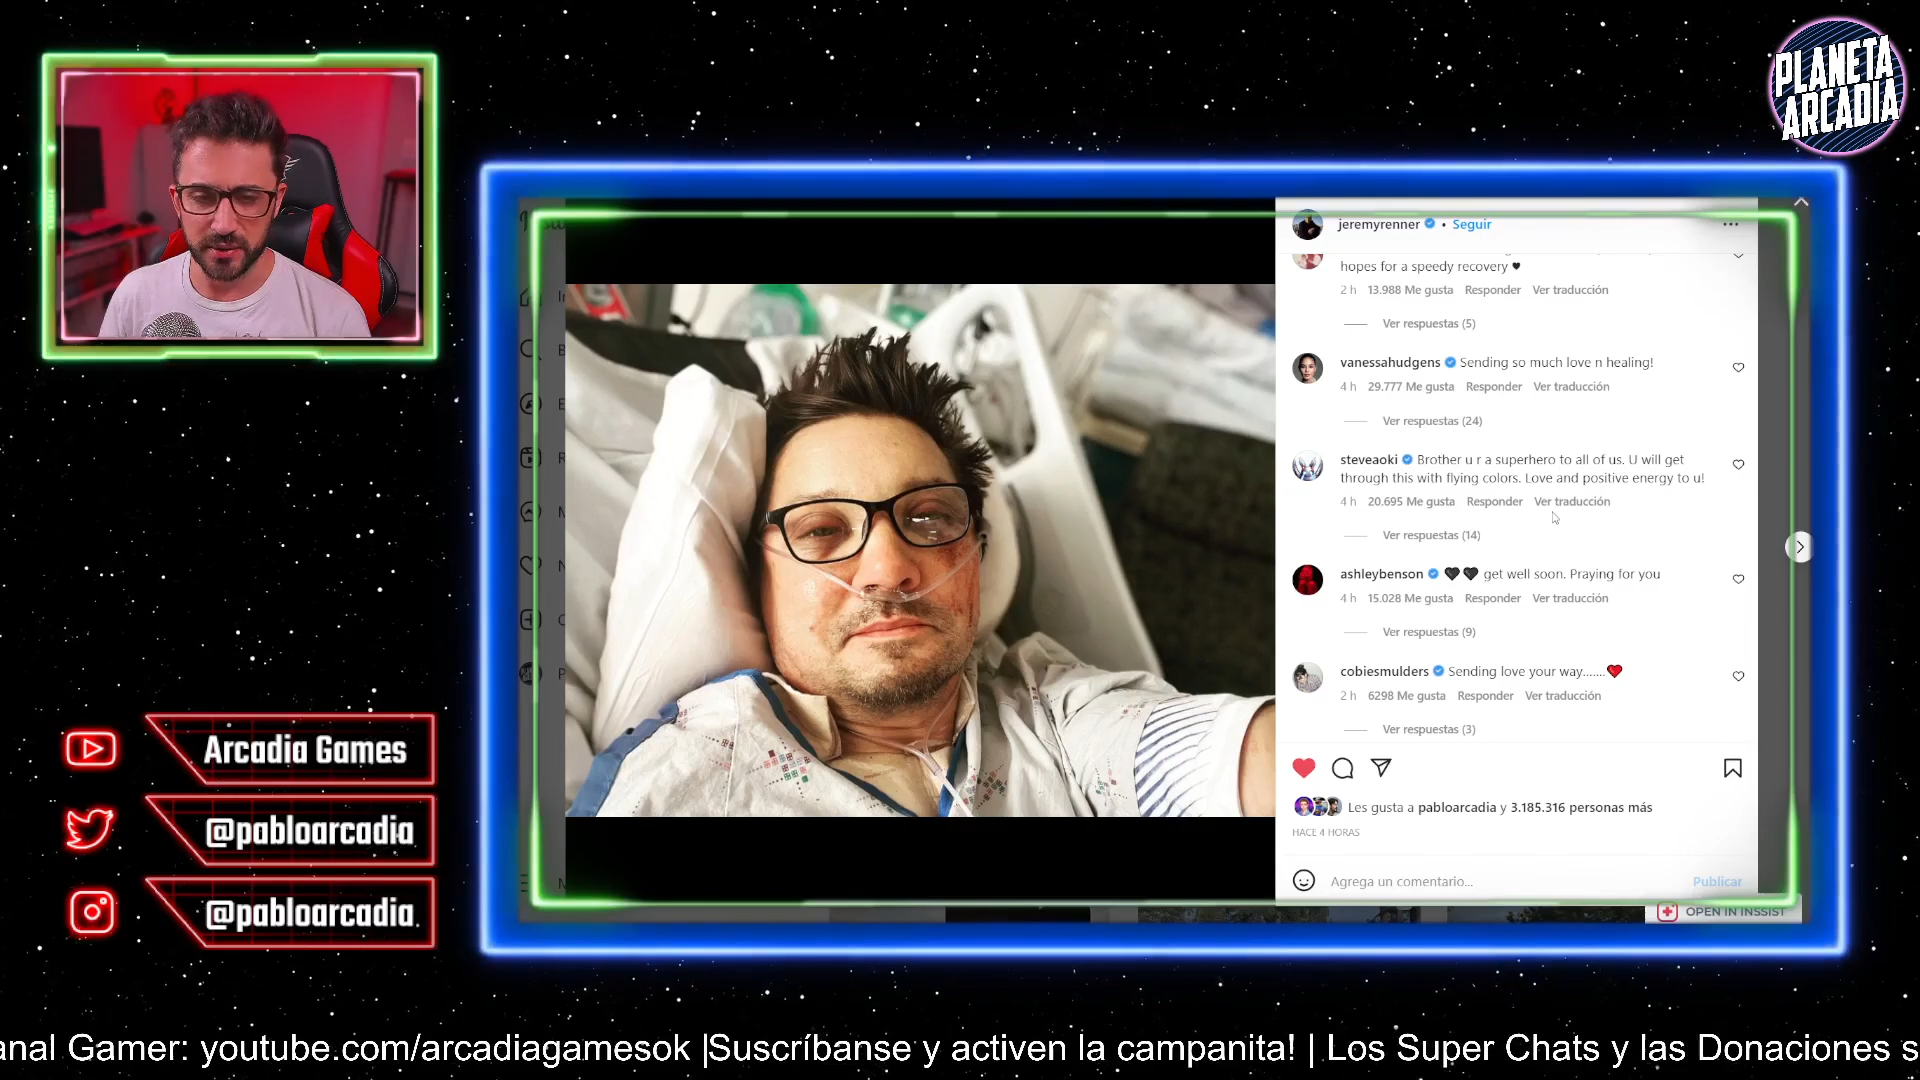 PLANETA
ARCADIA
jeremyrenner • Seguir
hopes for a speedy recovery 🖤
2 h 13.988 Me gusta Responder Ver traducción
Ver respuestas (5)
vanessahudgens Sending so much love n healing!
4 h 29.777 Me gusta Responder Ver traducción
Ver respuestas (24)
steveaoki Brother u r a superhero to all of us. U will get
through this with flying colors. Love and positive energy to u!
4 h 20.695 Me gusta Responder Ver traducción
Ver respuestas (14)
ashleybenson 🖤🖤 get well soon. Praying for you
4 h 15.028 Me gusta Responder Ver traducción
Ver respuestas (9)
cobiesmulders Sending love your way.......❤️
2 h 6298 Me gusta Responder Ver traducción
Ver respuestas (3)
Les gusta a pabloarcadia y 3.185.316 personas más
HACE 4 HORAS
Agrega un comentario... Publicar
OPEN IN INSSIST
Arcadia Games
@pabloarcadia
@pabloarcadia
anal Gamer: youtube.com/arcadiagamesok |Suscríbanse y activen la campanita! | Los Super Chats y las Donaciones s